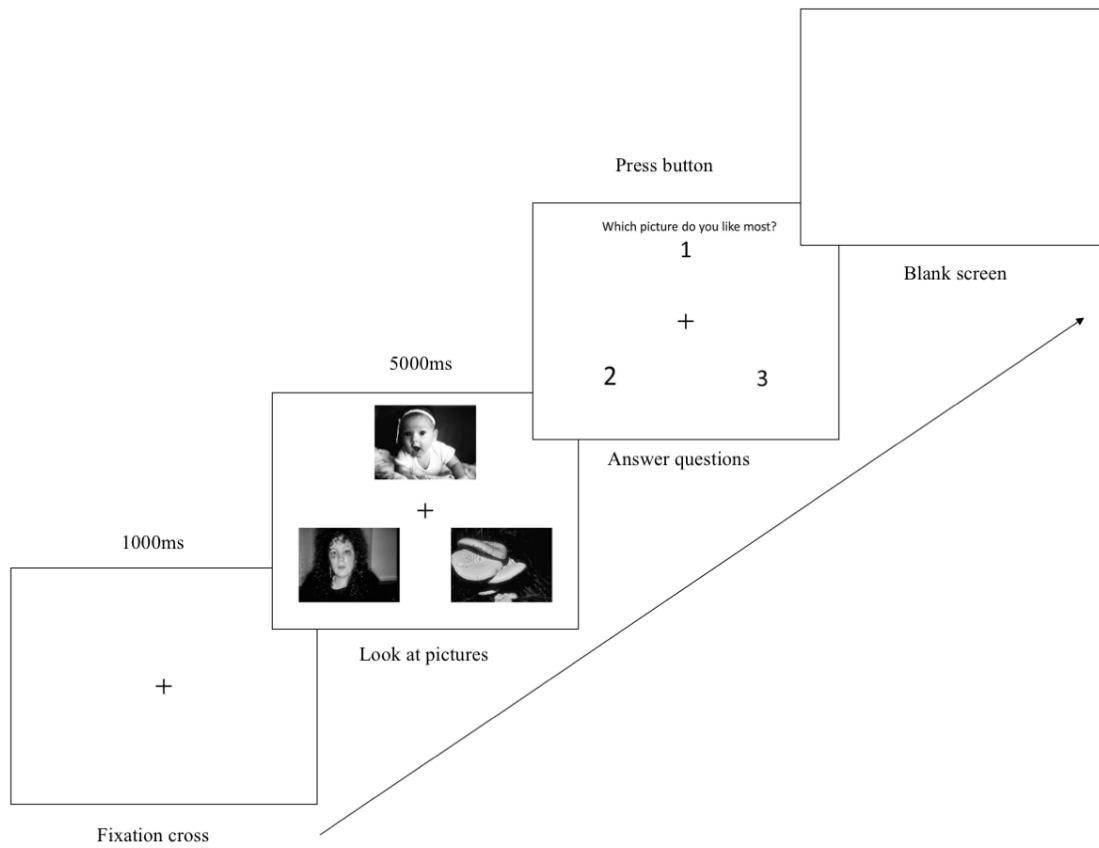 Press button
Which picture do you like most?
1
+
2
3
Blank screen
5000ms
Answer questions
+
1000ms
Look at pictures
+
Fixation cross